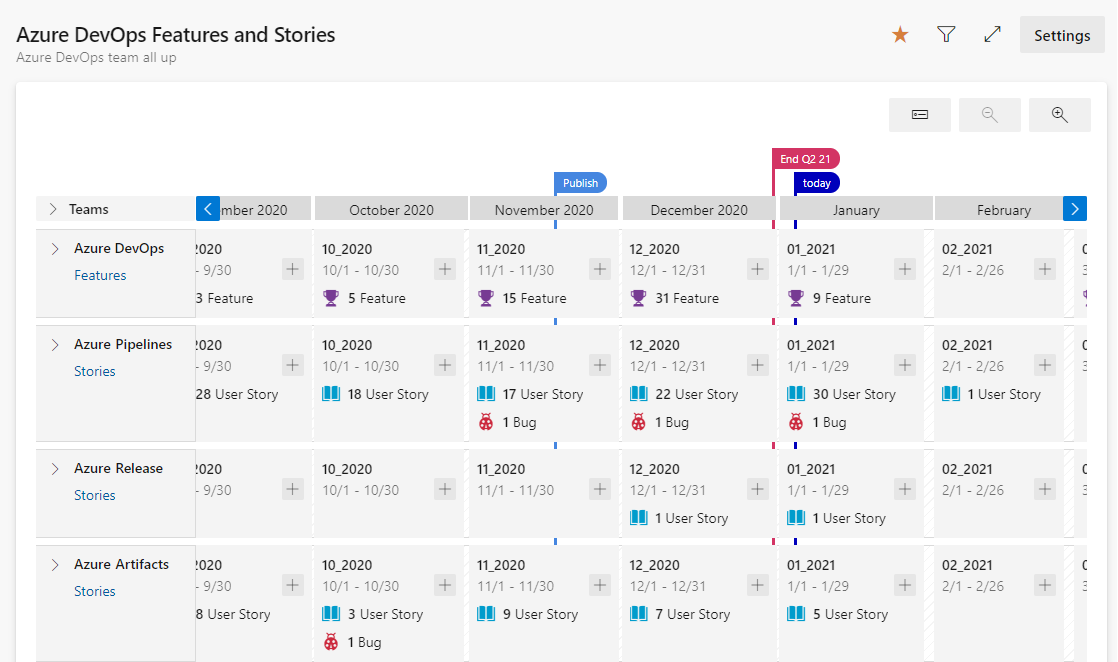 Azure DevOps Features and Stories
Settings
Azure DevOps team all up
End Q2 21
Publish
today
Teams
mber 2020
October 2020
November 2020
December 2020
January
February
Azure DevOps
Features
2020
- 9/30
3 Feature
10_2020
10/1 - 10/30
5 Feature
11_2020
11/1 - 11/30
15 Feature
12_2020
12/1 - 12/31
31 Feature
01_2021
1/1 - 1/29
9 Feature
02_2021
2/1 - 2/26
Azure Pipelines
Stories
2020
- 9/30
28 User Story
10_2020
10/1 - 10/30
18 User Story
11_2020
11/1 - 11/30
17 User Story
1 Bug
12_2020
12/1 - 12/31
22 User Story
1 Bug
01_2021
1/1 - 1/29
30 User Story
1 Bug
02_2021
2/1 - 2/26
1 User Story
Azure Release
Stories
2020
- 9/30
10_2020
10/1 - 10/30
11_2020
11/1 - 11/30
12_2020
12/1 - 12/31
1 User Story
01_2021
1/1 - 1/29
1 User Story
02_2021
2/1 - 2/26
Azure Artifacts
Stories
2020
- 9/30
8 User Story
10_2020
10/1 - 10/30
3 User Story
1 Bug
11_2020
11/1 - 11/30
9 User Story
12_2020
12/1 - 12/31
7 User Story
01_2021
1/1 - 1/29
5 User Story
02_2021
2/1 - 2/26